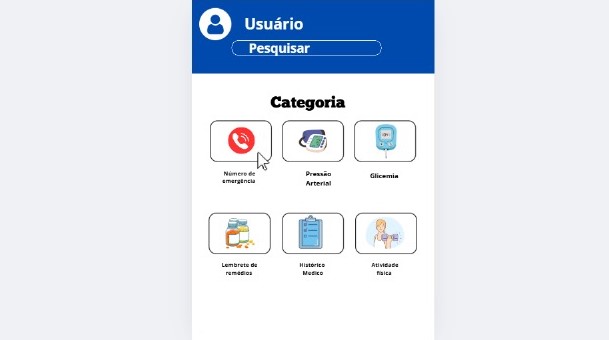 Usuário
Pesquisar
Categoria
Número de
emergência
Pressão
Arterial
Glicemia
Lembrete de
remédios
Histórico
Medico
Atividade
física